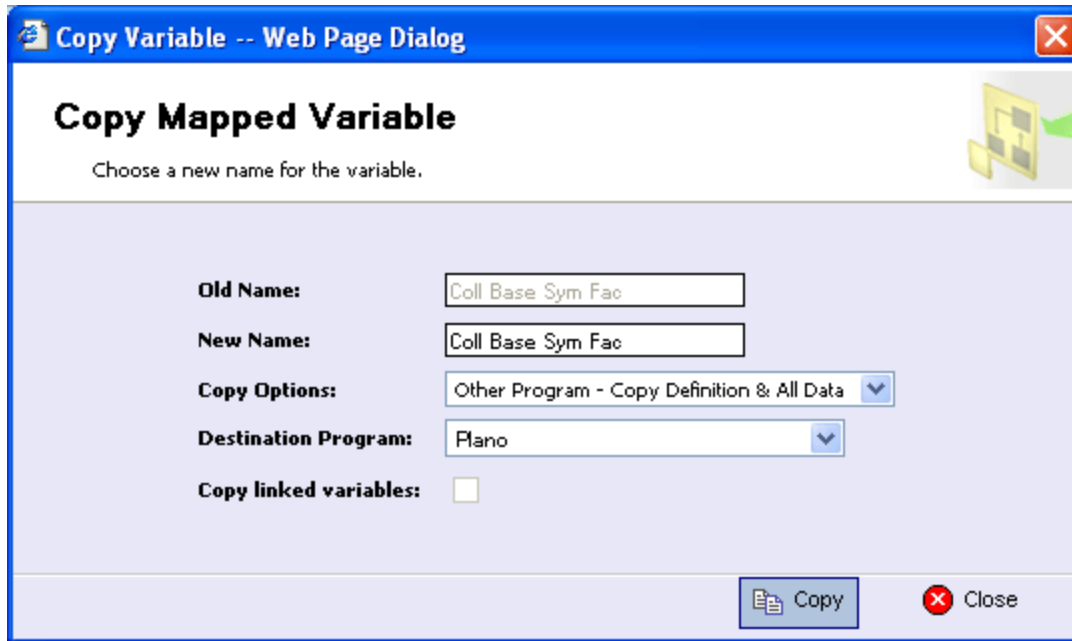 Copy Variable -- Web Page Dialog
Copy Mapped Variable
Choose a new name for the variable.
Old Name: Coll Base Sym Fac
New Name: Coll Base Sym Fac
Copy Options: Other Program - Copy Definition & All Data
Destination Program: Plano
Copy linked variables:
Copy Close